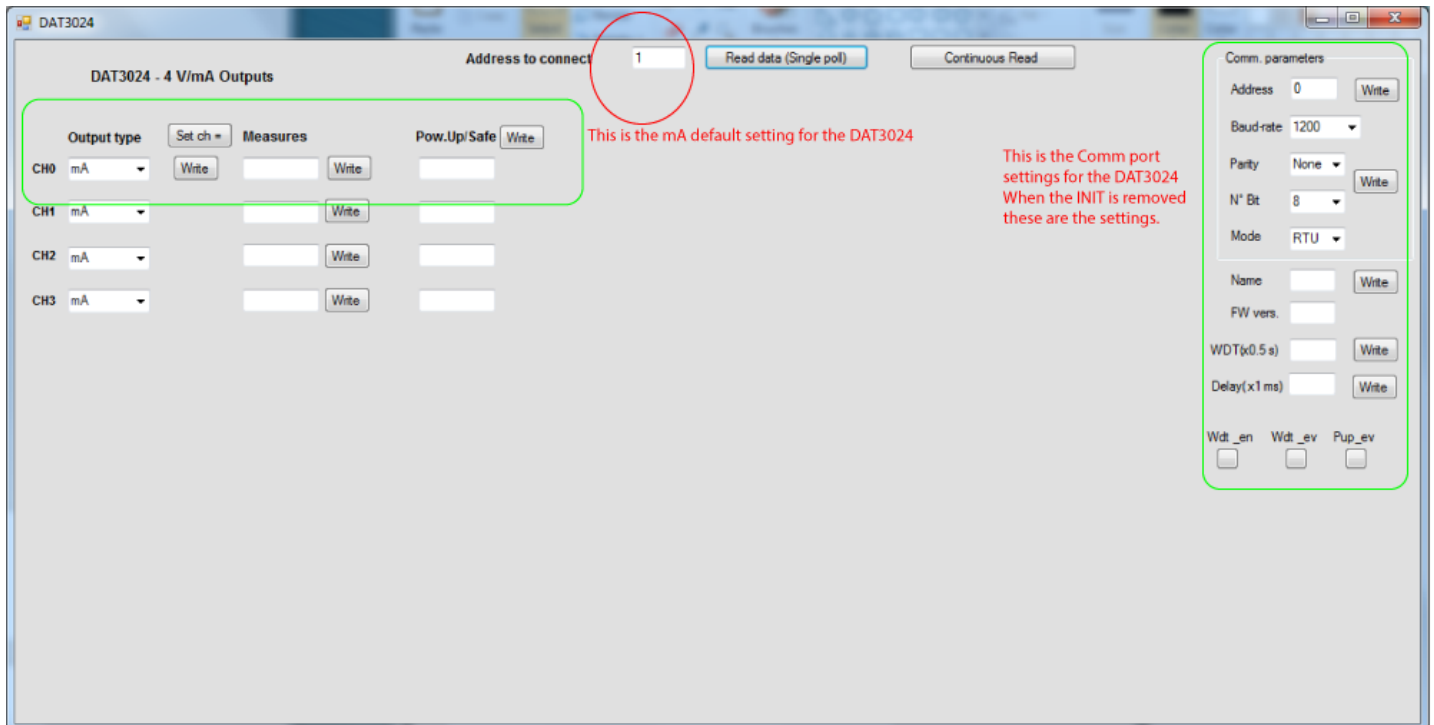 DAT3024
Address to connect 1 Read data (Single poll) Continuous Read
DAT3024 - 4 V/mA Outputs
Output type Set ch = Measures Pow.Up/Safe Write
CH0 mA Write Write
CH1 mA Write
CH2 mA Write
CH3 mA Write
This is the mA default setting for the DAT3024
This is the Comm port
settings for the DAT3024
When the INIT is removed
these are the settings.
Comm. parameters
Address 0 Write
Baud-rate 1200
Parity None
Write
N° Bit 8
Mode RTU
Name Write
FW vers.
WDT(x0.5 s) Write
Delay(x1 ms) Write
Wdt_en Wdt_ev Pup_ev